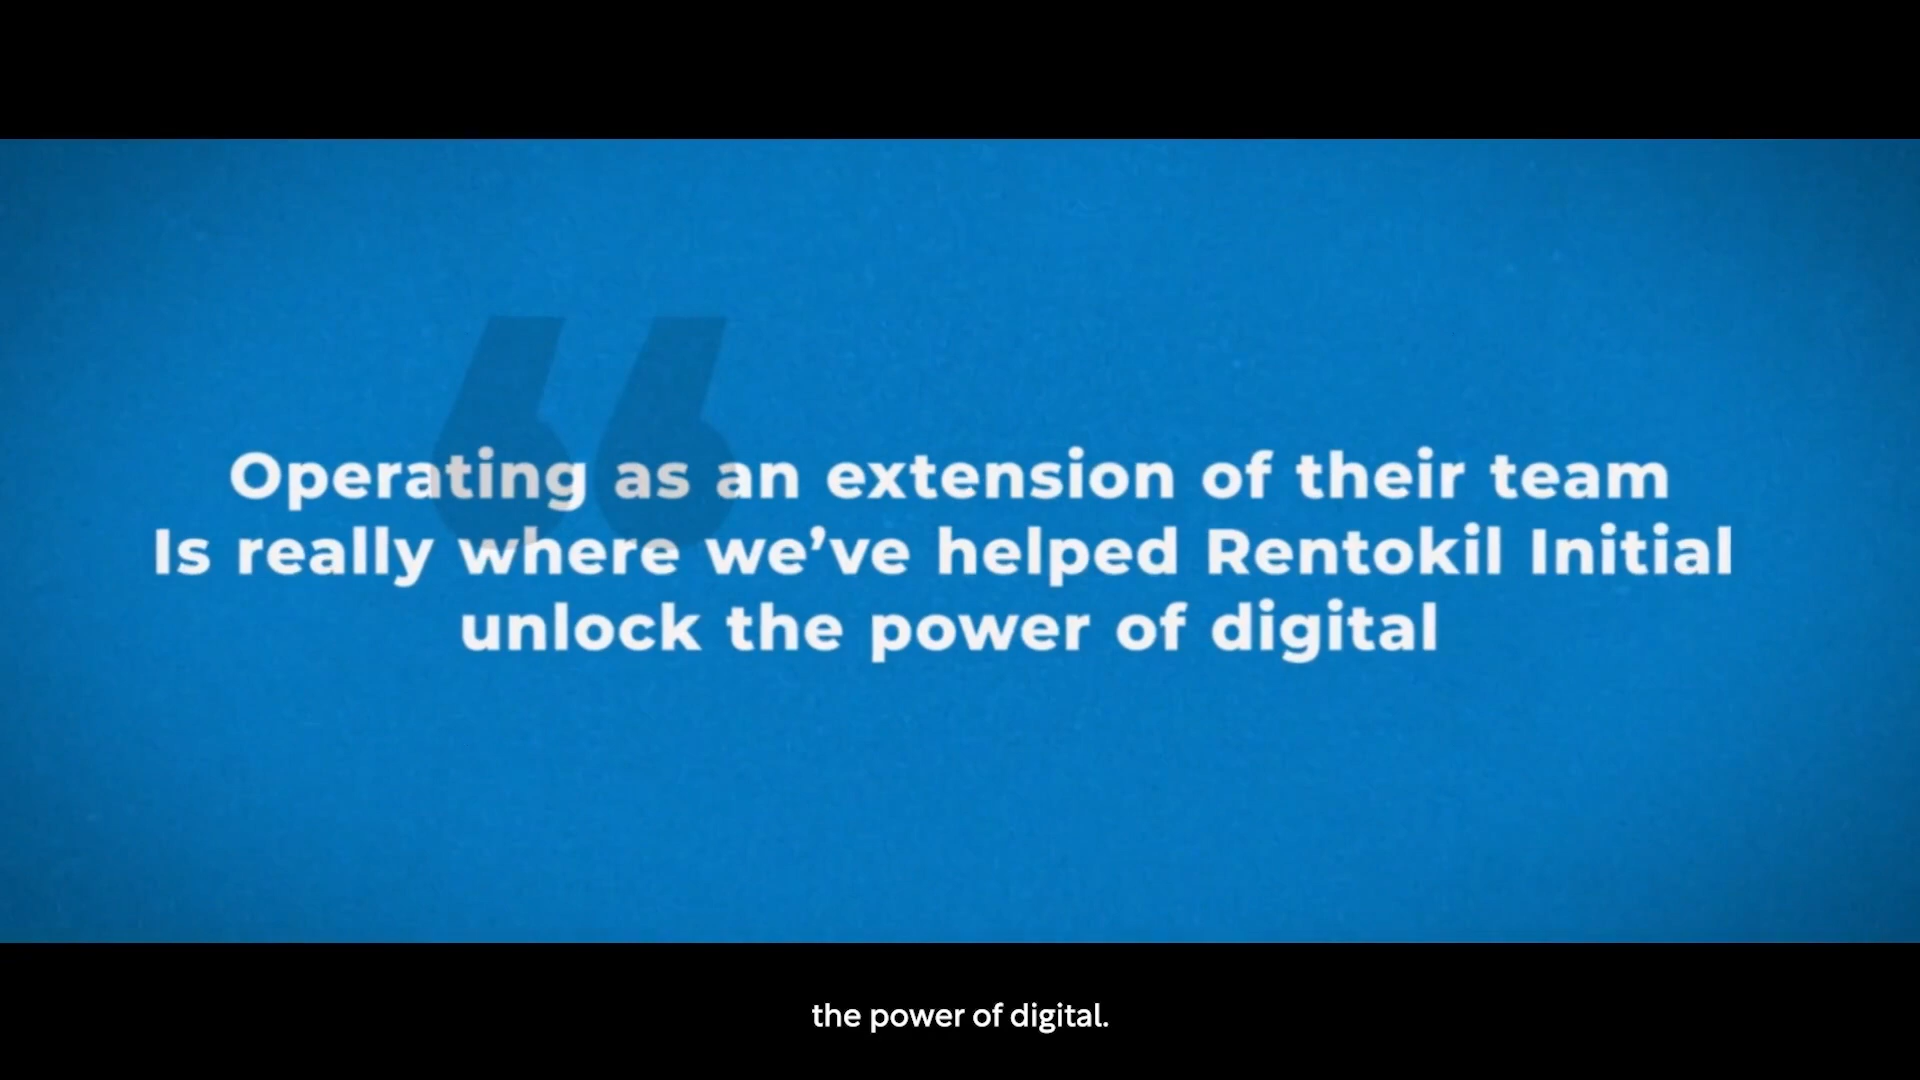 Operating as an extension of their team
Is really where we’ve helped Rentokil Initial
unlock the power of digital
the power of digital.